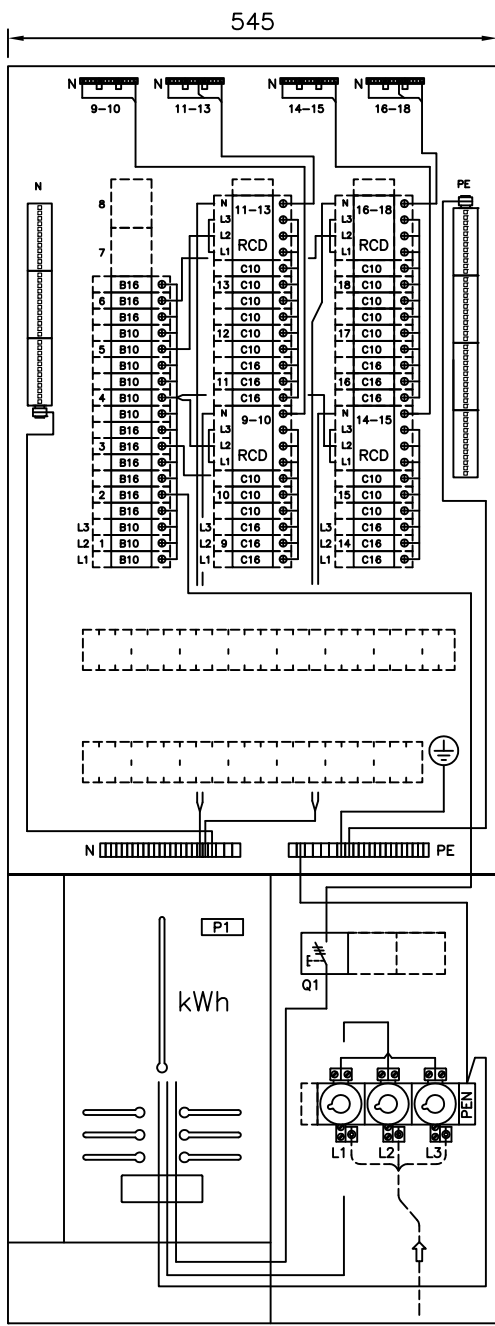 545
N
9-10
N
11-13
N
14-15
N
16-18
N
PE
8
7
B16
6 B16
B16
B10
5 B10
B10
B10
4 B10
B10
B16
3 B16
B16
B16
2 B16
B16
L3 B10
L2 1 B10
L1 B10
N 11-13
L3
L2 RCD
L1
C10
13 C10
C10
C10
12 C10
C10
C16
11 C16
C16
N 9-10
L3
L2 RCD
L1
C10
10 C10
C10
L3 C16
L2 9 C16
L1 C16
N 16-18
L3
L2 RCD
L1
C10
18 C10
C10
C10
17 C10
C10
C16
16 C16
C16
N 14-15
L3
L2 RCD
L1
C10
15 C10
C10
L3 C16
L2 14 C16
L1 C16
N
PE
P1
kWh
Q1
PEN
L1 L2 L3